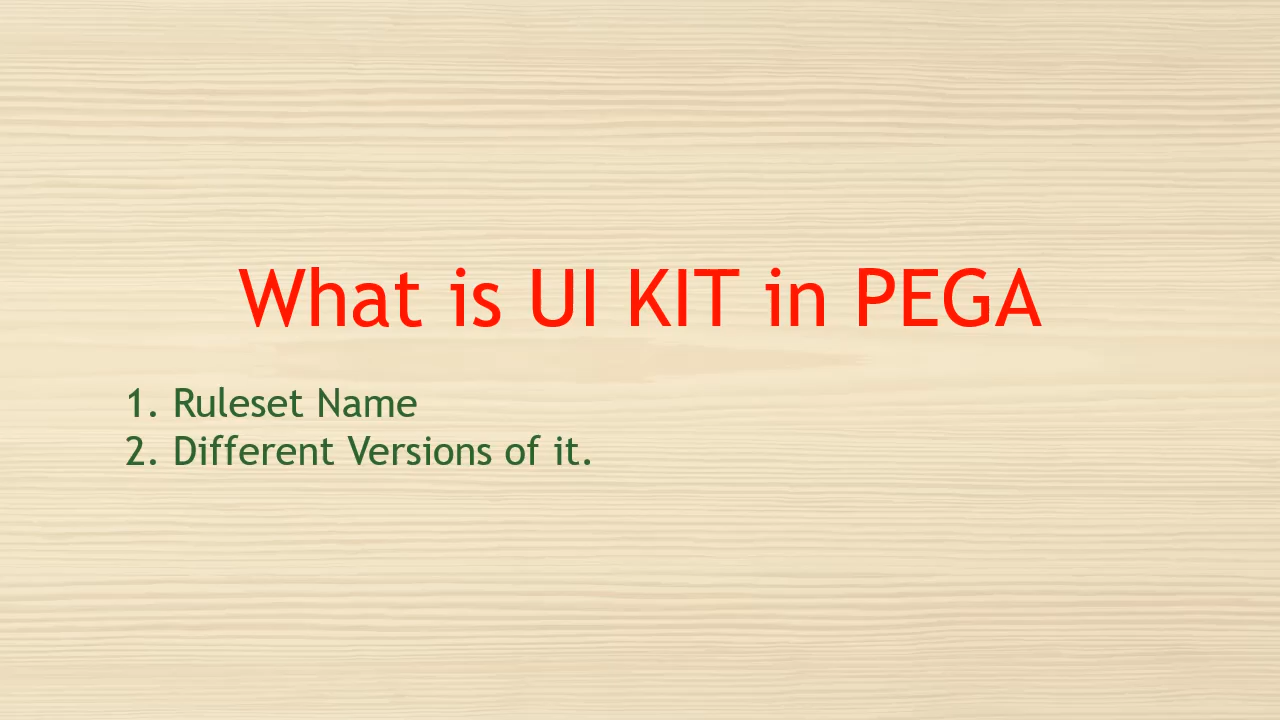 What is UI KIT in PEGA
1. Ruleset Name
2. Different Versions of it.